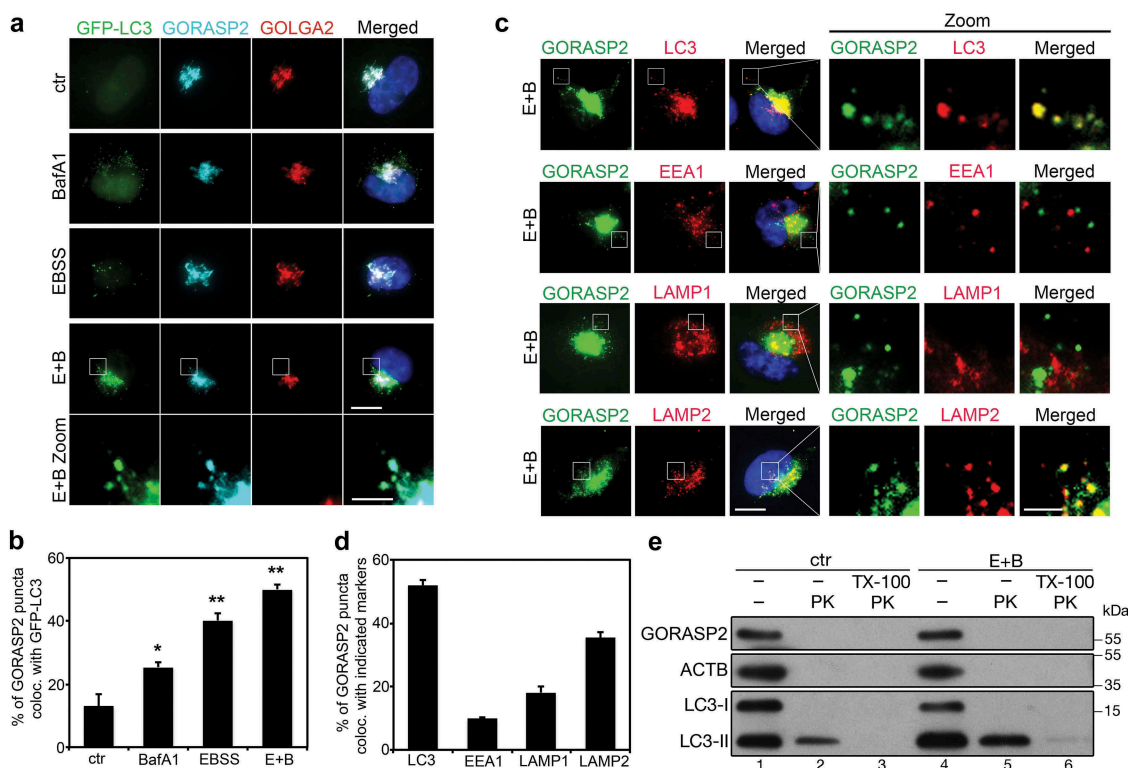 a
GFP-LC3 GORASP2 GOLGA2 Merged
ctr
BafA1
EBSS
E+B
E+B Zoom
b
% of GORASP2 puncta
coloc. with GFP-LC3
60
40
20
0
* ** **
ctr BafA1 EBSS E+B
c
Zoom
GORASP2 LC3 Merged GORASP2 LC3 Merged
E+B
GORASP2 EEA1 Merged GORASP2 EEA1 Merged
E+B
GORASP2 LAMP1 Merged GORASP2 LAMP1 Merged
E+B
GORASP2 LAMP2 Merged GORASP2 LAMP2 Merged
E+B
d
% of GORASP2 puncta
coloc. with indicated markers
60
40
20
0
LC3 EEA1 LAMP1 LAMP2
e
ctr E+B
– – TX-100 – – TX-100
– PK PK – PK PK
kDa
GORASP2
55
ACTB
55
35
LC3-I
15
LC3-II
1 2 3 4 5 6